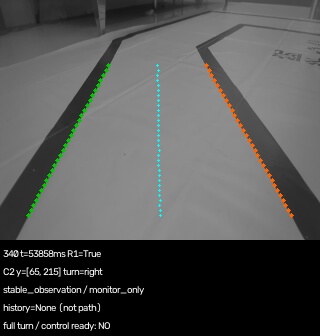 340 t=53858ms R1=True
C2 y=[65, 215] turn=right
stable_observation / monitor_only
history=None (not path)
full turn / control ready: NO